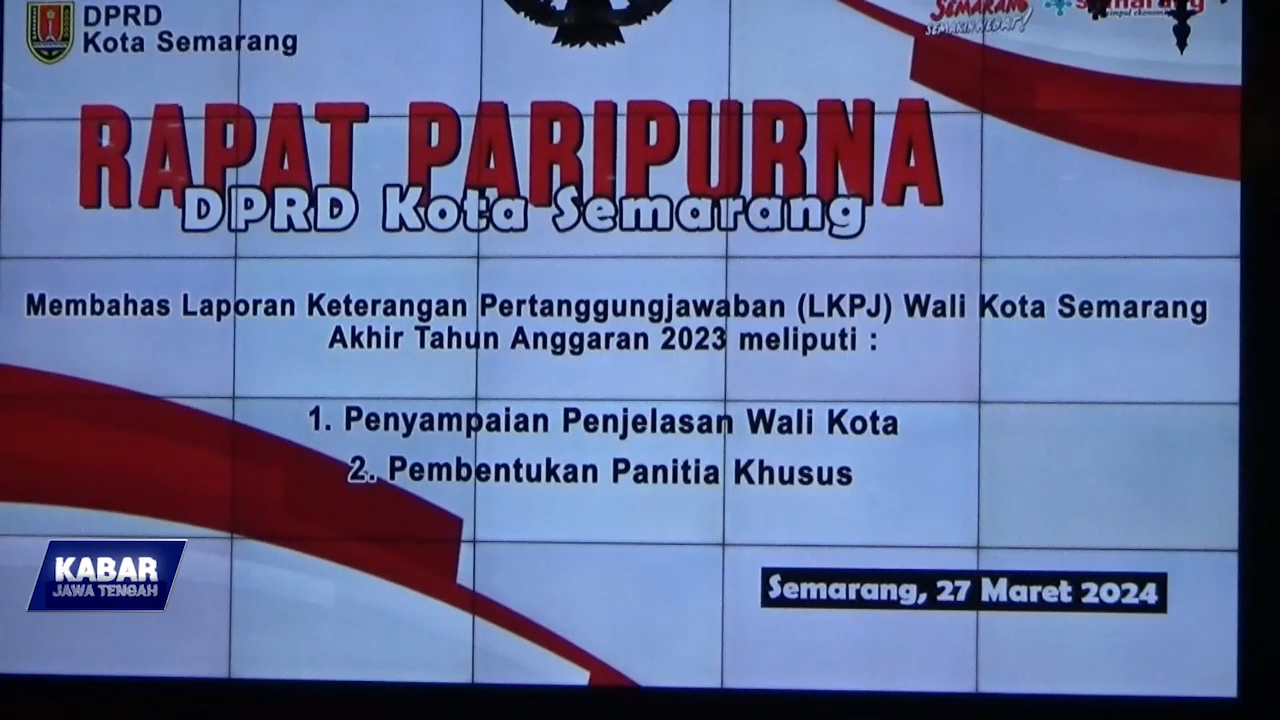 DPRD
Kota Semarang
SEMARANG
RAPAT PARIPURNA
DPRD Kota Semarang
Membahas Laporan Keterangan Pertanggungjawaban (LKPJ) Wali Kota Semarang
Akhir Tahun Anggaran 2023 meliputi :
1. Penyampaian Penjelasan Wali Kota
2. Pembentukan Panitia Khusus
KABAR
JAWA TENGAH
Semarang, 27 Maret 2024